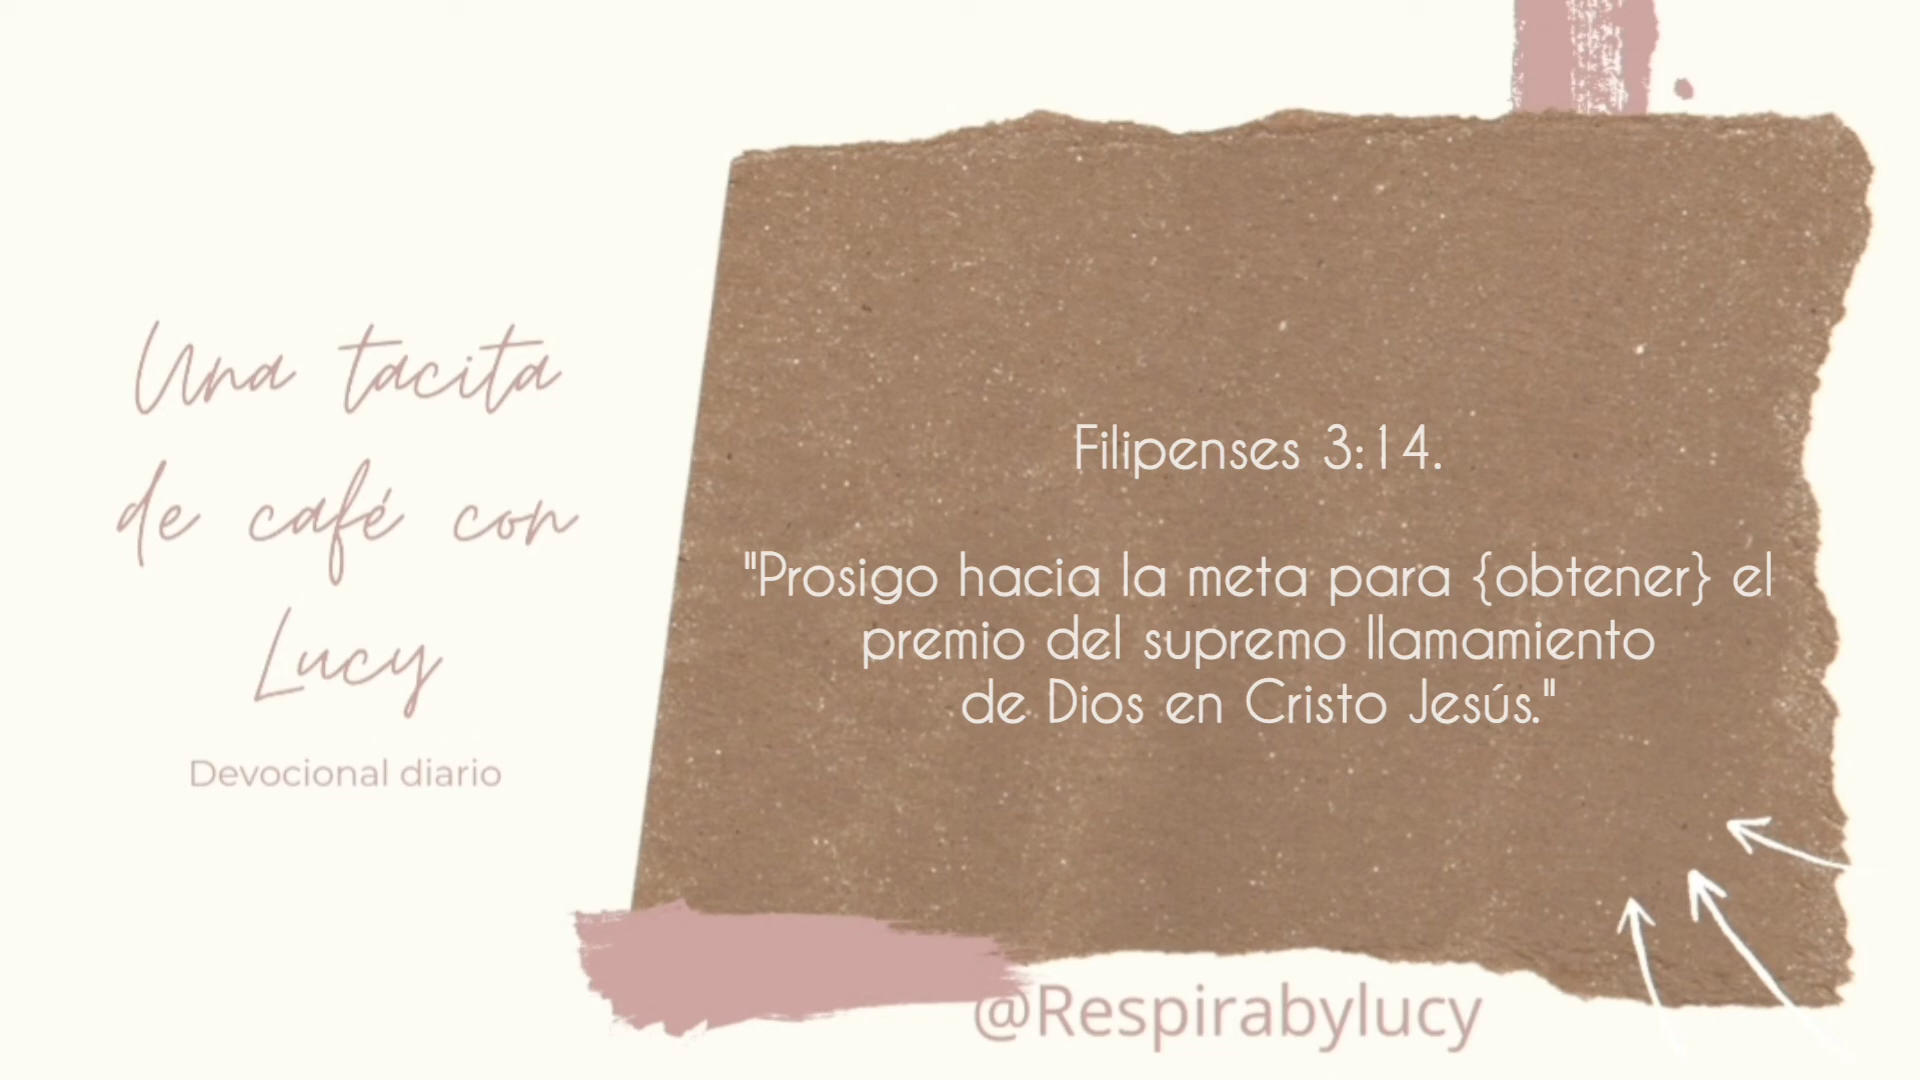 Una tacita
de café con
Lucy
Devocional diario
Filipenses 3:14.
"Prosigo hacia la meta para {obtener} el
premio del supremo llamamiento
de Dios en Cristo Jesús."
@Respirabylucy